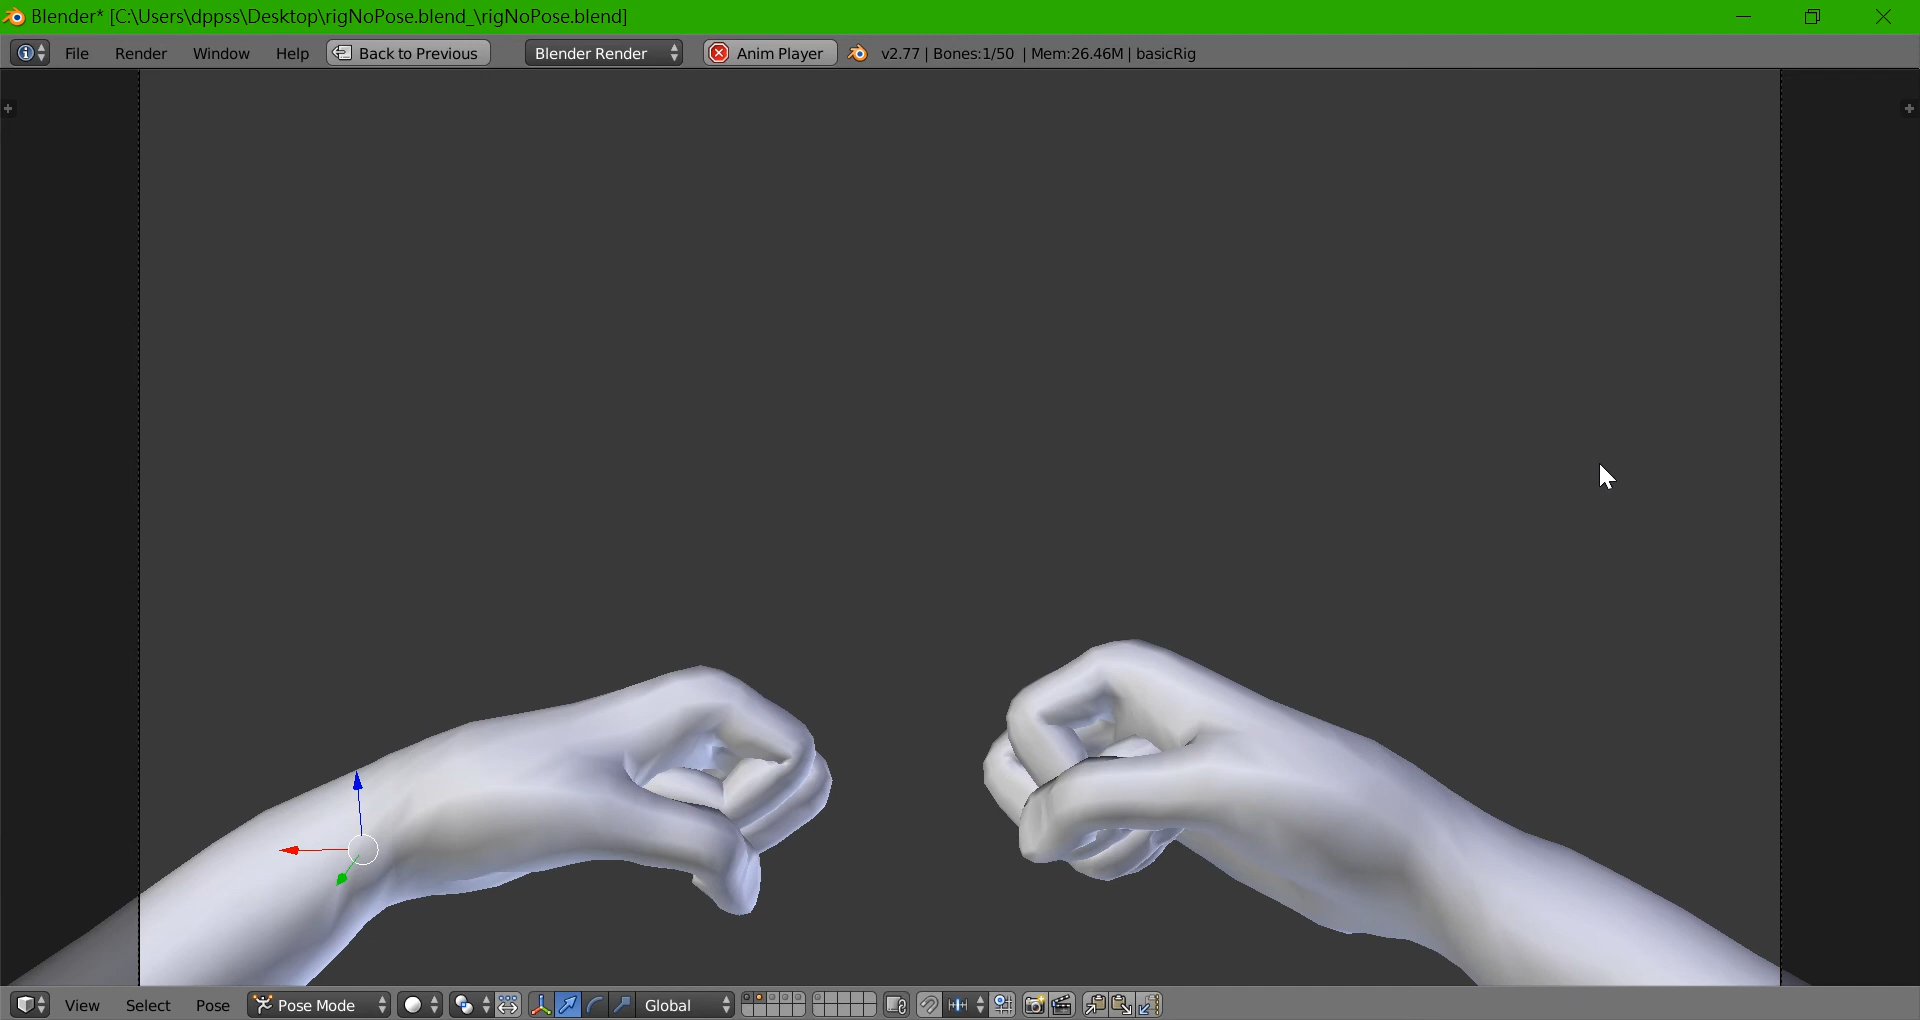 Blender* [C:\Users\dppss\Desktop\rigNoPose.blend_\rigNoPose.blend]
File Render Window Help Back to Previous Blender Render Anim Player v2.77 | Bones:1/50 | Mem:26.46M | basicRig
View Select Pose Pose Mode Global